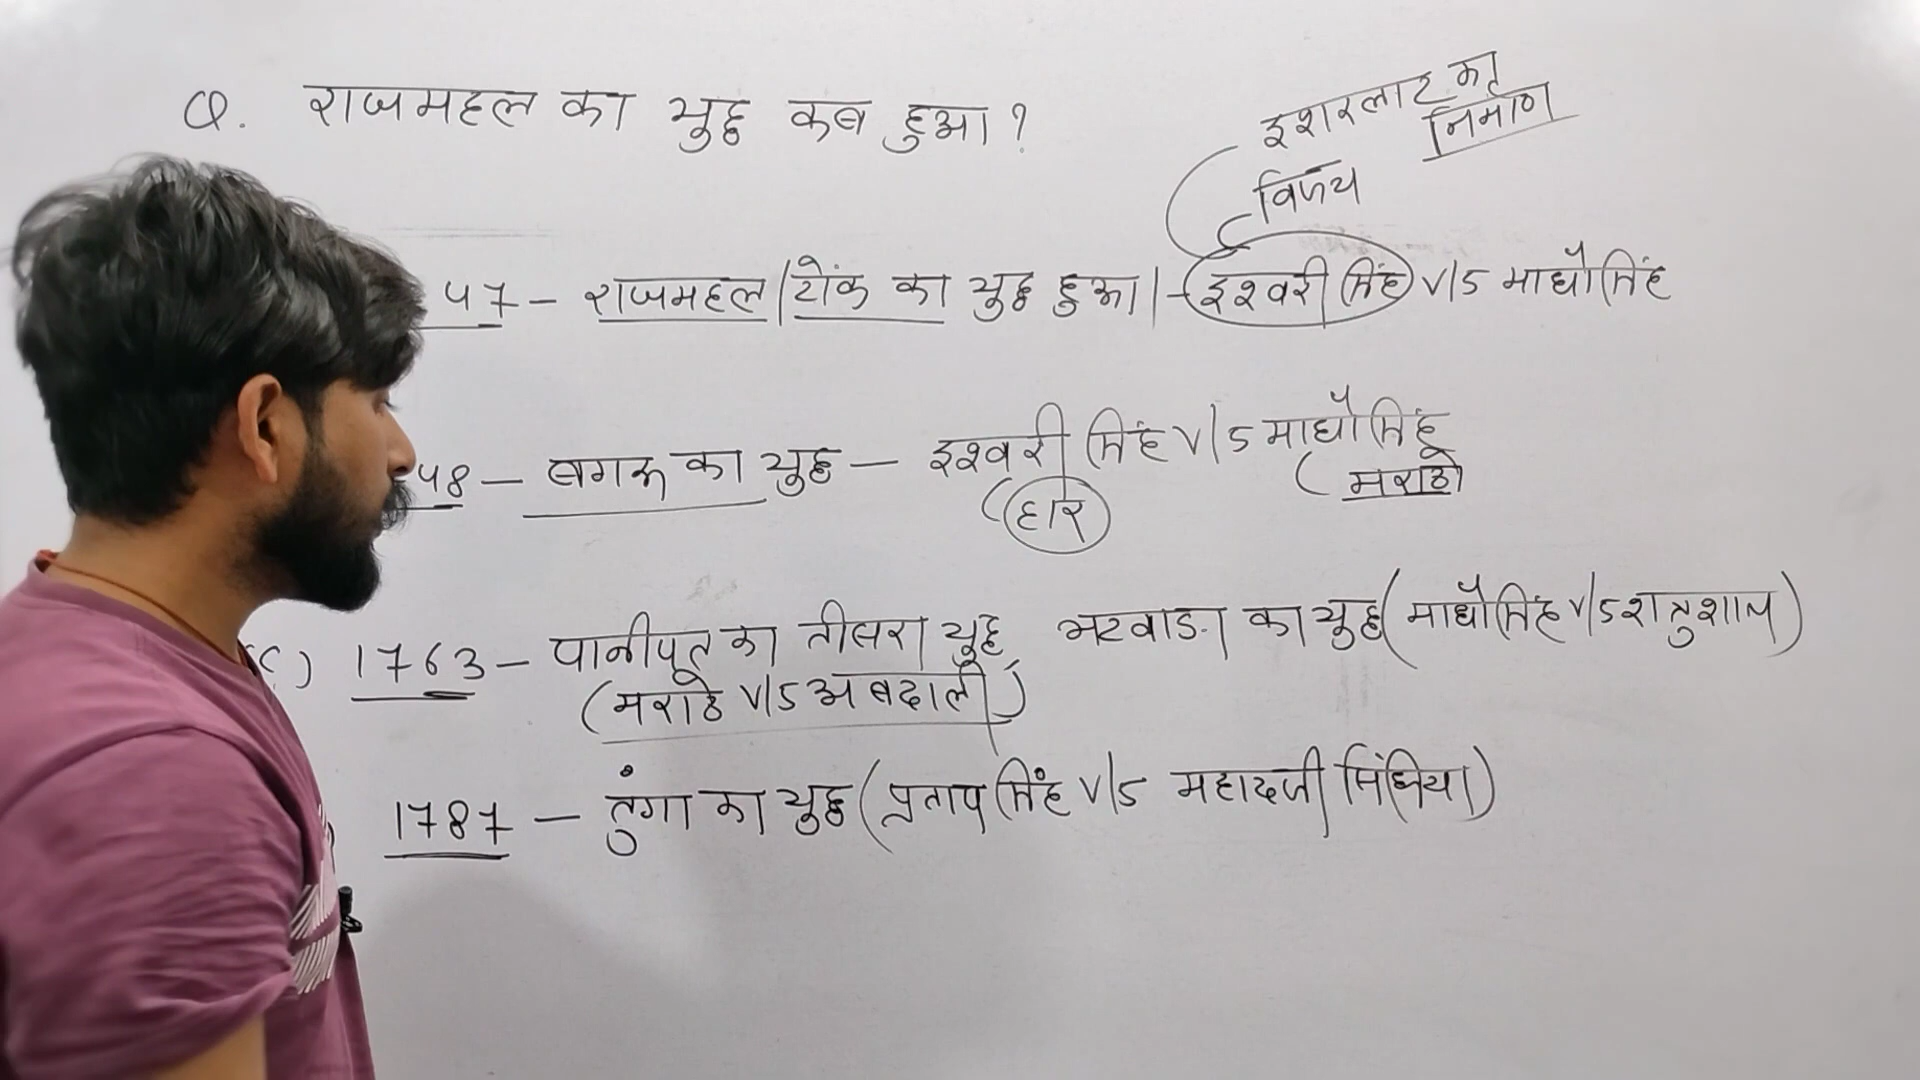 Q. राजमहल का युद्ध कब हुआ?
इशरलाट का
निर्माण
विजय
47 – राजमहल/टोंक का युद्ध हुआ। – इश्वरी सिंह v/s माधौसिंह
48 – बगरू का युद्ध – इश्वरी सिंह v/s माधौसिंह
(हार (मराठो
C) 1763 – पानीपत का तीसरा युद्ध, भटवाड़ा का युद्ध (माधौसिंह v/s शत्रुशाल)
(मराठे v/s अबदाली)
1787 – तुंगा का युद्ध (प्रताप सिंह v/s महादजी सिंधिया)